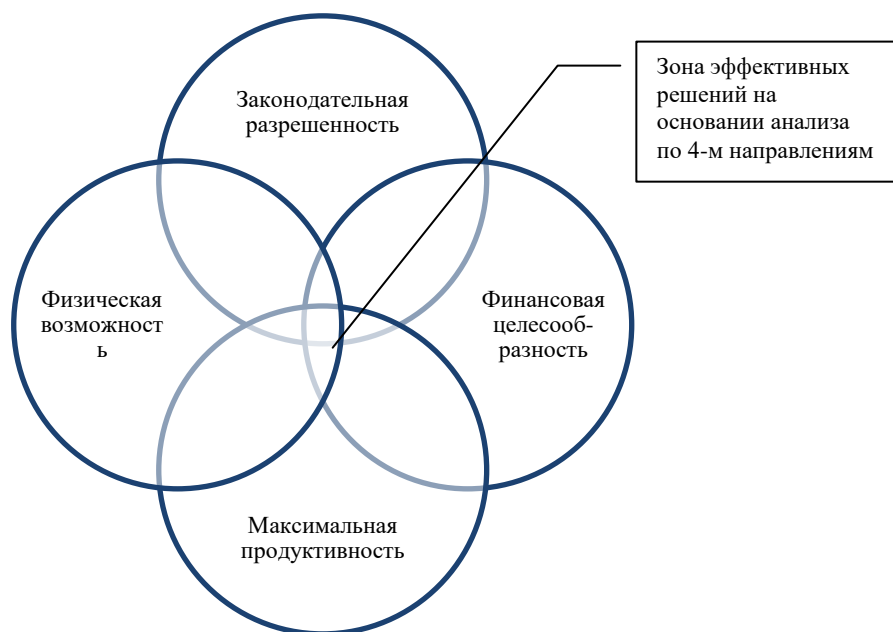 Законодательная
разрешенность
Зона эффективных
решений на
основании анализа
по 4-м направлениям
Физическая
возможност
ь
Финансовая
целесооб-
разность
Максимальная
продуктивность